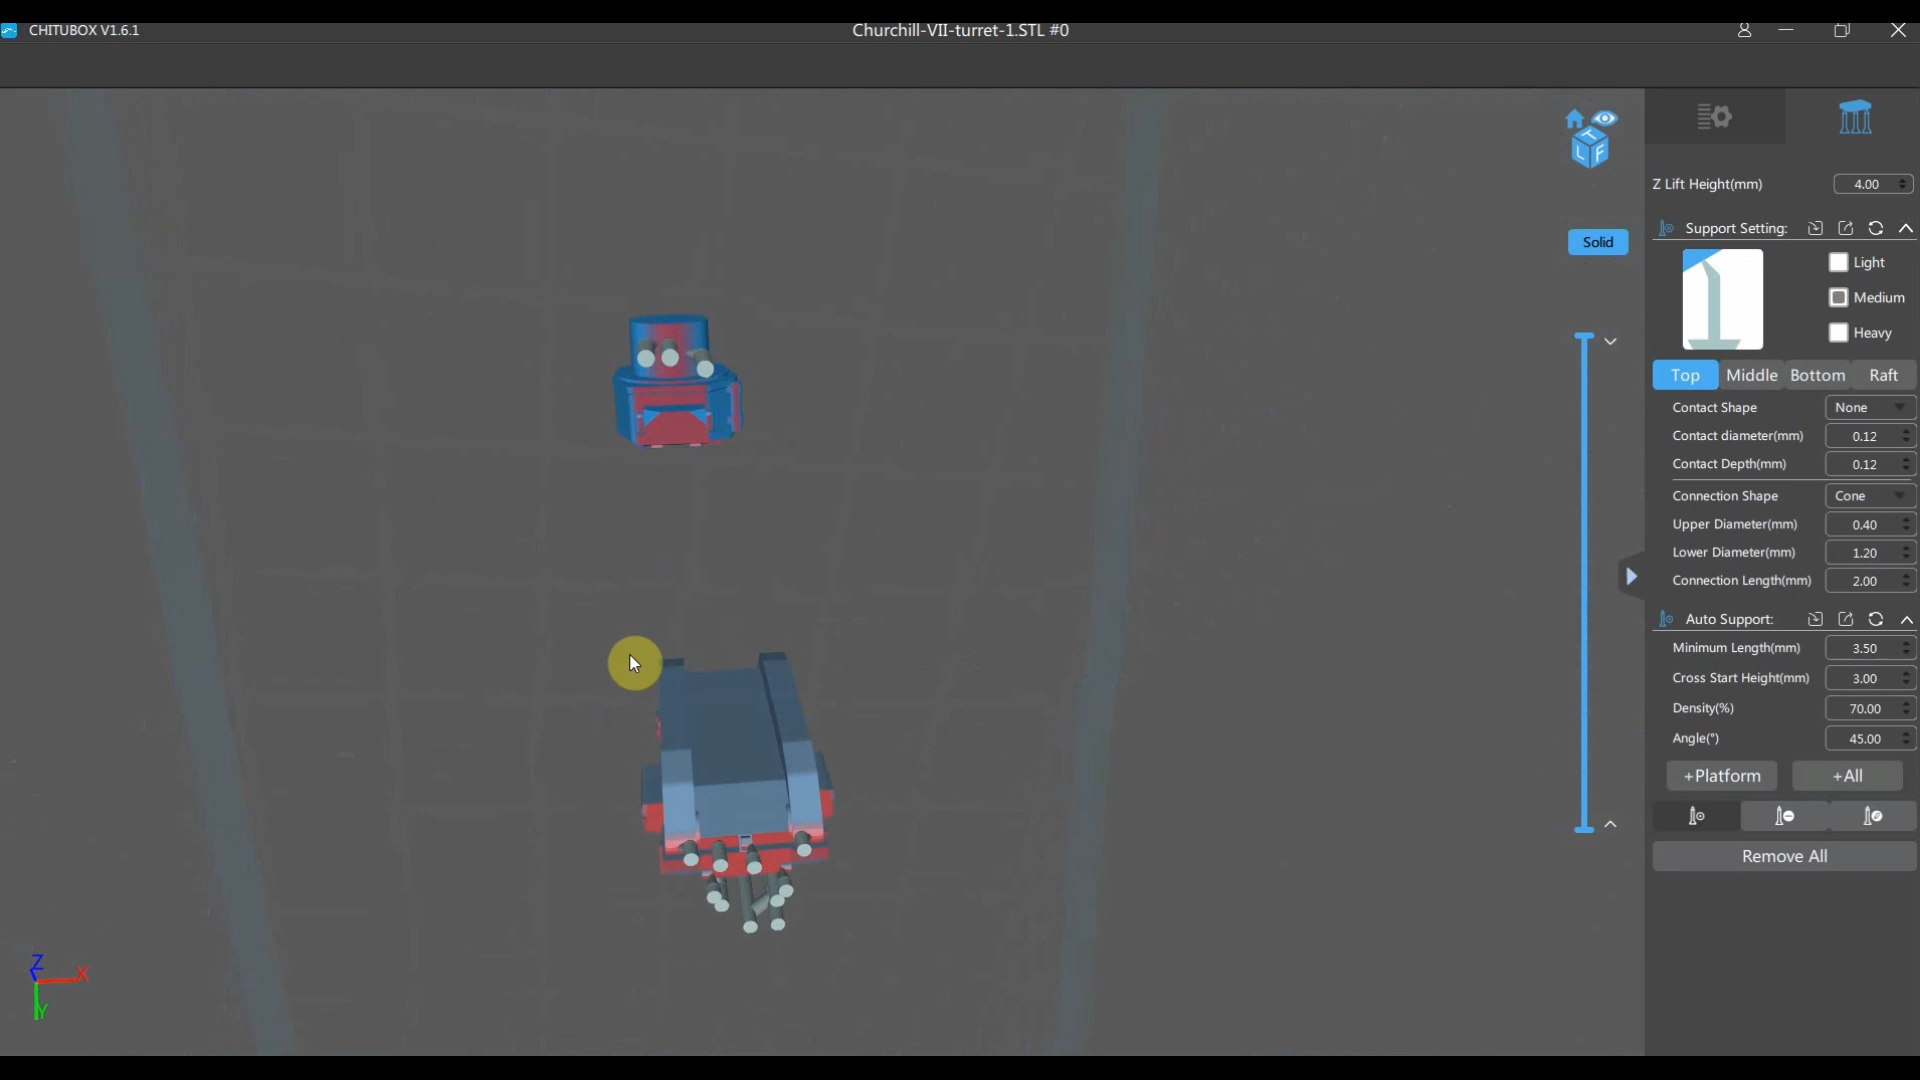 CHITUBOX V1.6.1
Churchill-VII-turret-1.STL #0
T
L F
Solid
Z
X
Y
Z Lift Height(mm) 4.00
Support Setting:
Light
Medium
Heavy
Top Middle Bottom Raft
Contact Shape None
Contact diameter(mm) 0.12
Contact Depth(mm) 0.12
Connection Shape Cone
Upper Diameter(mm) 0.40
Lower Diameter(mm) 1.20
Connection Length(mm) 2.00
Auto Support:
Minimum Length(mm) 3.50
Cross Start Height(mm) 3.00
Density(%) 70.00
Angle(°) 45.00
+Platform +All
Remove All